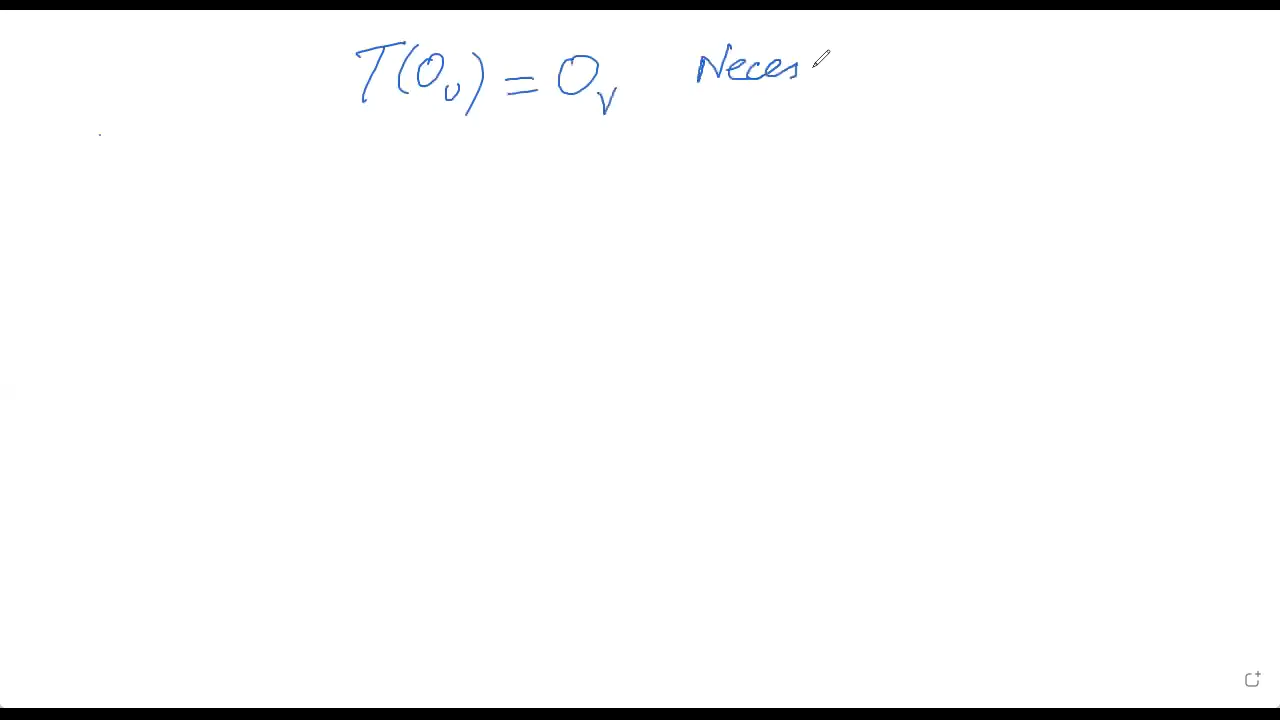 T(0_U) = 0_V Neces